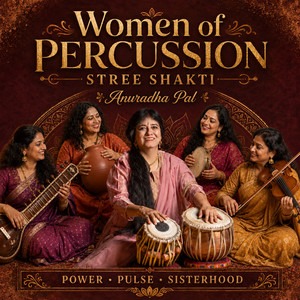 Women of
PERCUSSION
STREE SHAKTI
Anuradha Pal
POWER • PULSE • SISTERHOOD